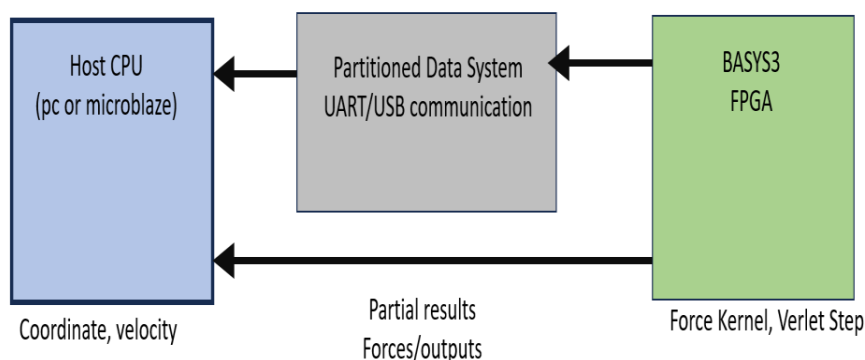 Host CPU
(pc or microblaze)
Partitioned Data System
UART/USB communication
BASYS3
FPGA
Coordinate, velocity
Partial results
Forces/outputs
Force Kernel, Verlet Step